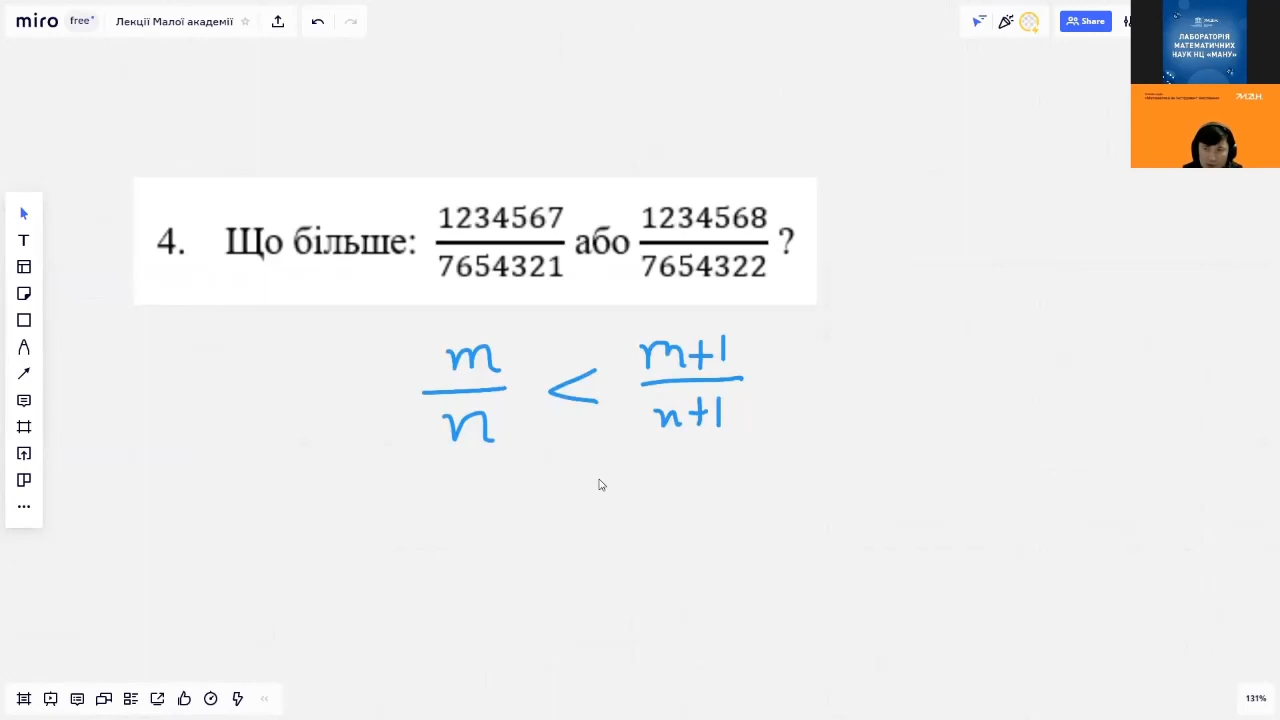 miro free Лекції Малої академії
Share
ЛАБОРАТОРІЯ
МАТЕМАТИЧНИХ
НАУК НЦ «МАНУ»
4. Що більше: 1234567/7654321 або 1234568/7654322 ?
m/n < m+1/n+1
131%